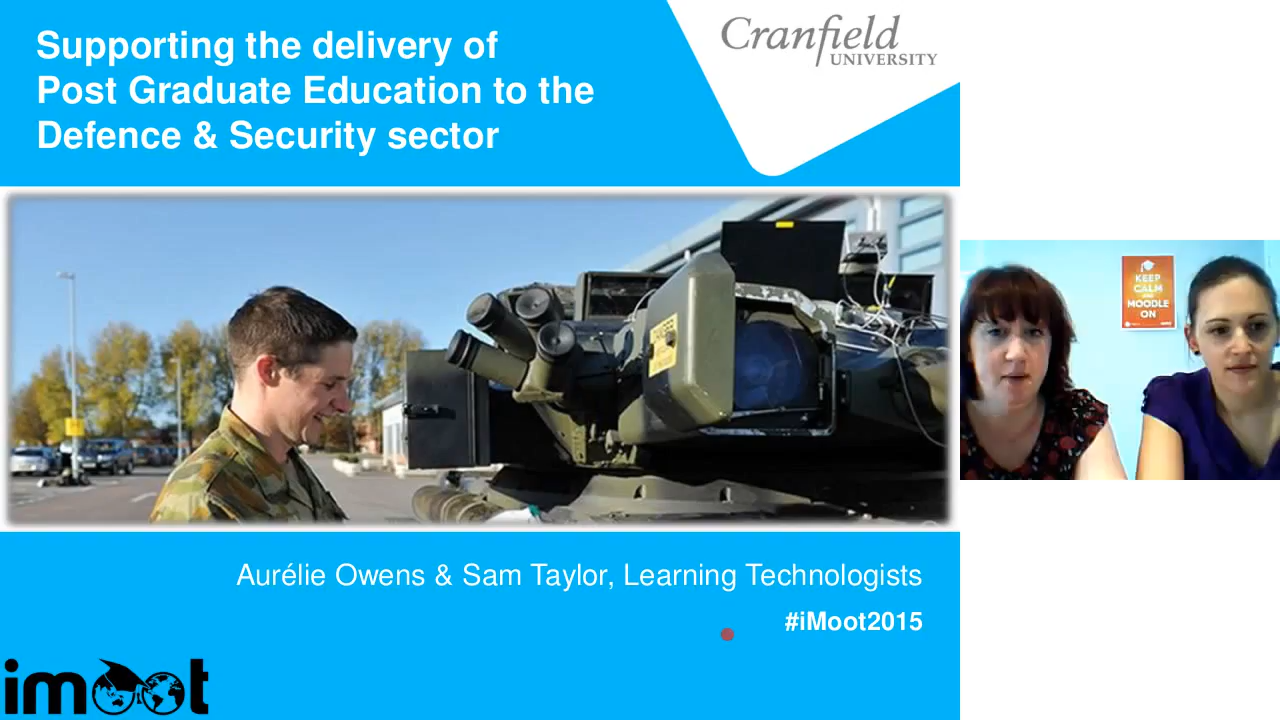 Supporting the delivery of
Post Graduate Education to the
Defence & Security sector
Cranfield
UNIVERSITY
KEEP
CALM
MOODLE
ON
Aurélie Owens & Sam Taylor, Learning Technologists
#iMoot2015
imoot